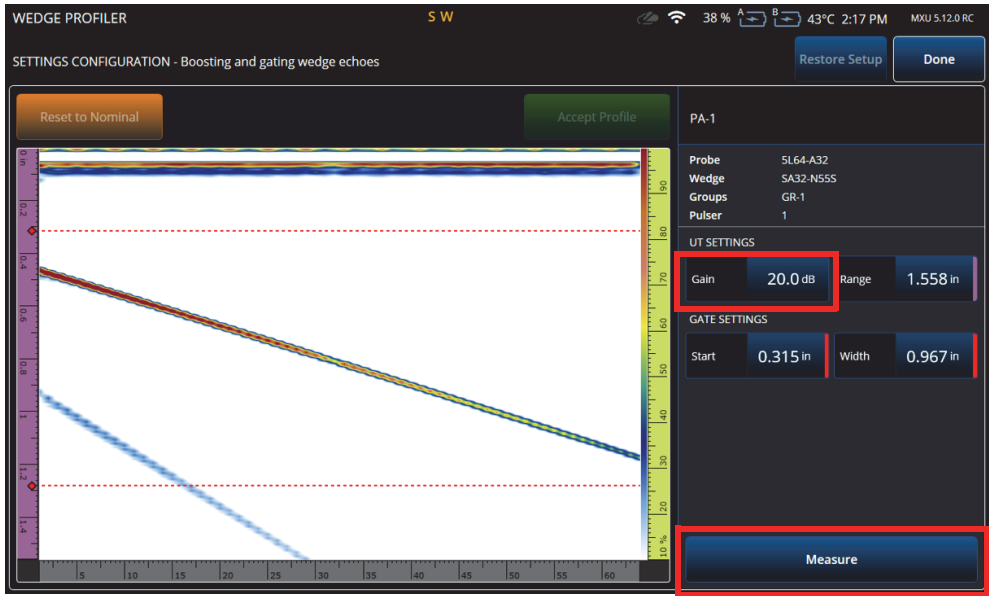 WEDGE PROFILER
S W
38 % A B 43°C 2:17 PM MXU 5.12.0 RC
SETTINGS CONFIGURATION - Boosting and gating wedge echoes
Restore Setup
Done
Reset to Nominal
Accept Profile
PA-1
Probe 5L64-A32
Wedge SA32-N55S
Groups GR-1
Pulser 1
UT SETTINGS
Gain 20.0 dB Range 1.558 in
GATE SETTINGS
Start 0.315 in Width 0.967 in
Measure
0 in
0.2
0.4
0.6
0.8
1
1.2
1.4
90
80
70
60
50
40
30
20
10 %
5 10 15 20 25 30 35 40 45 50 55 60